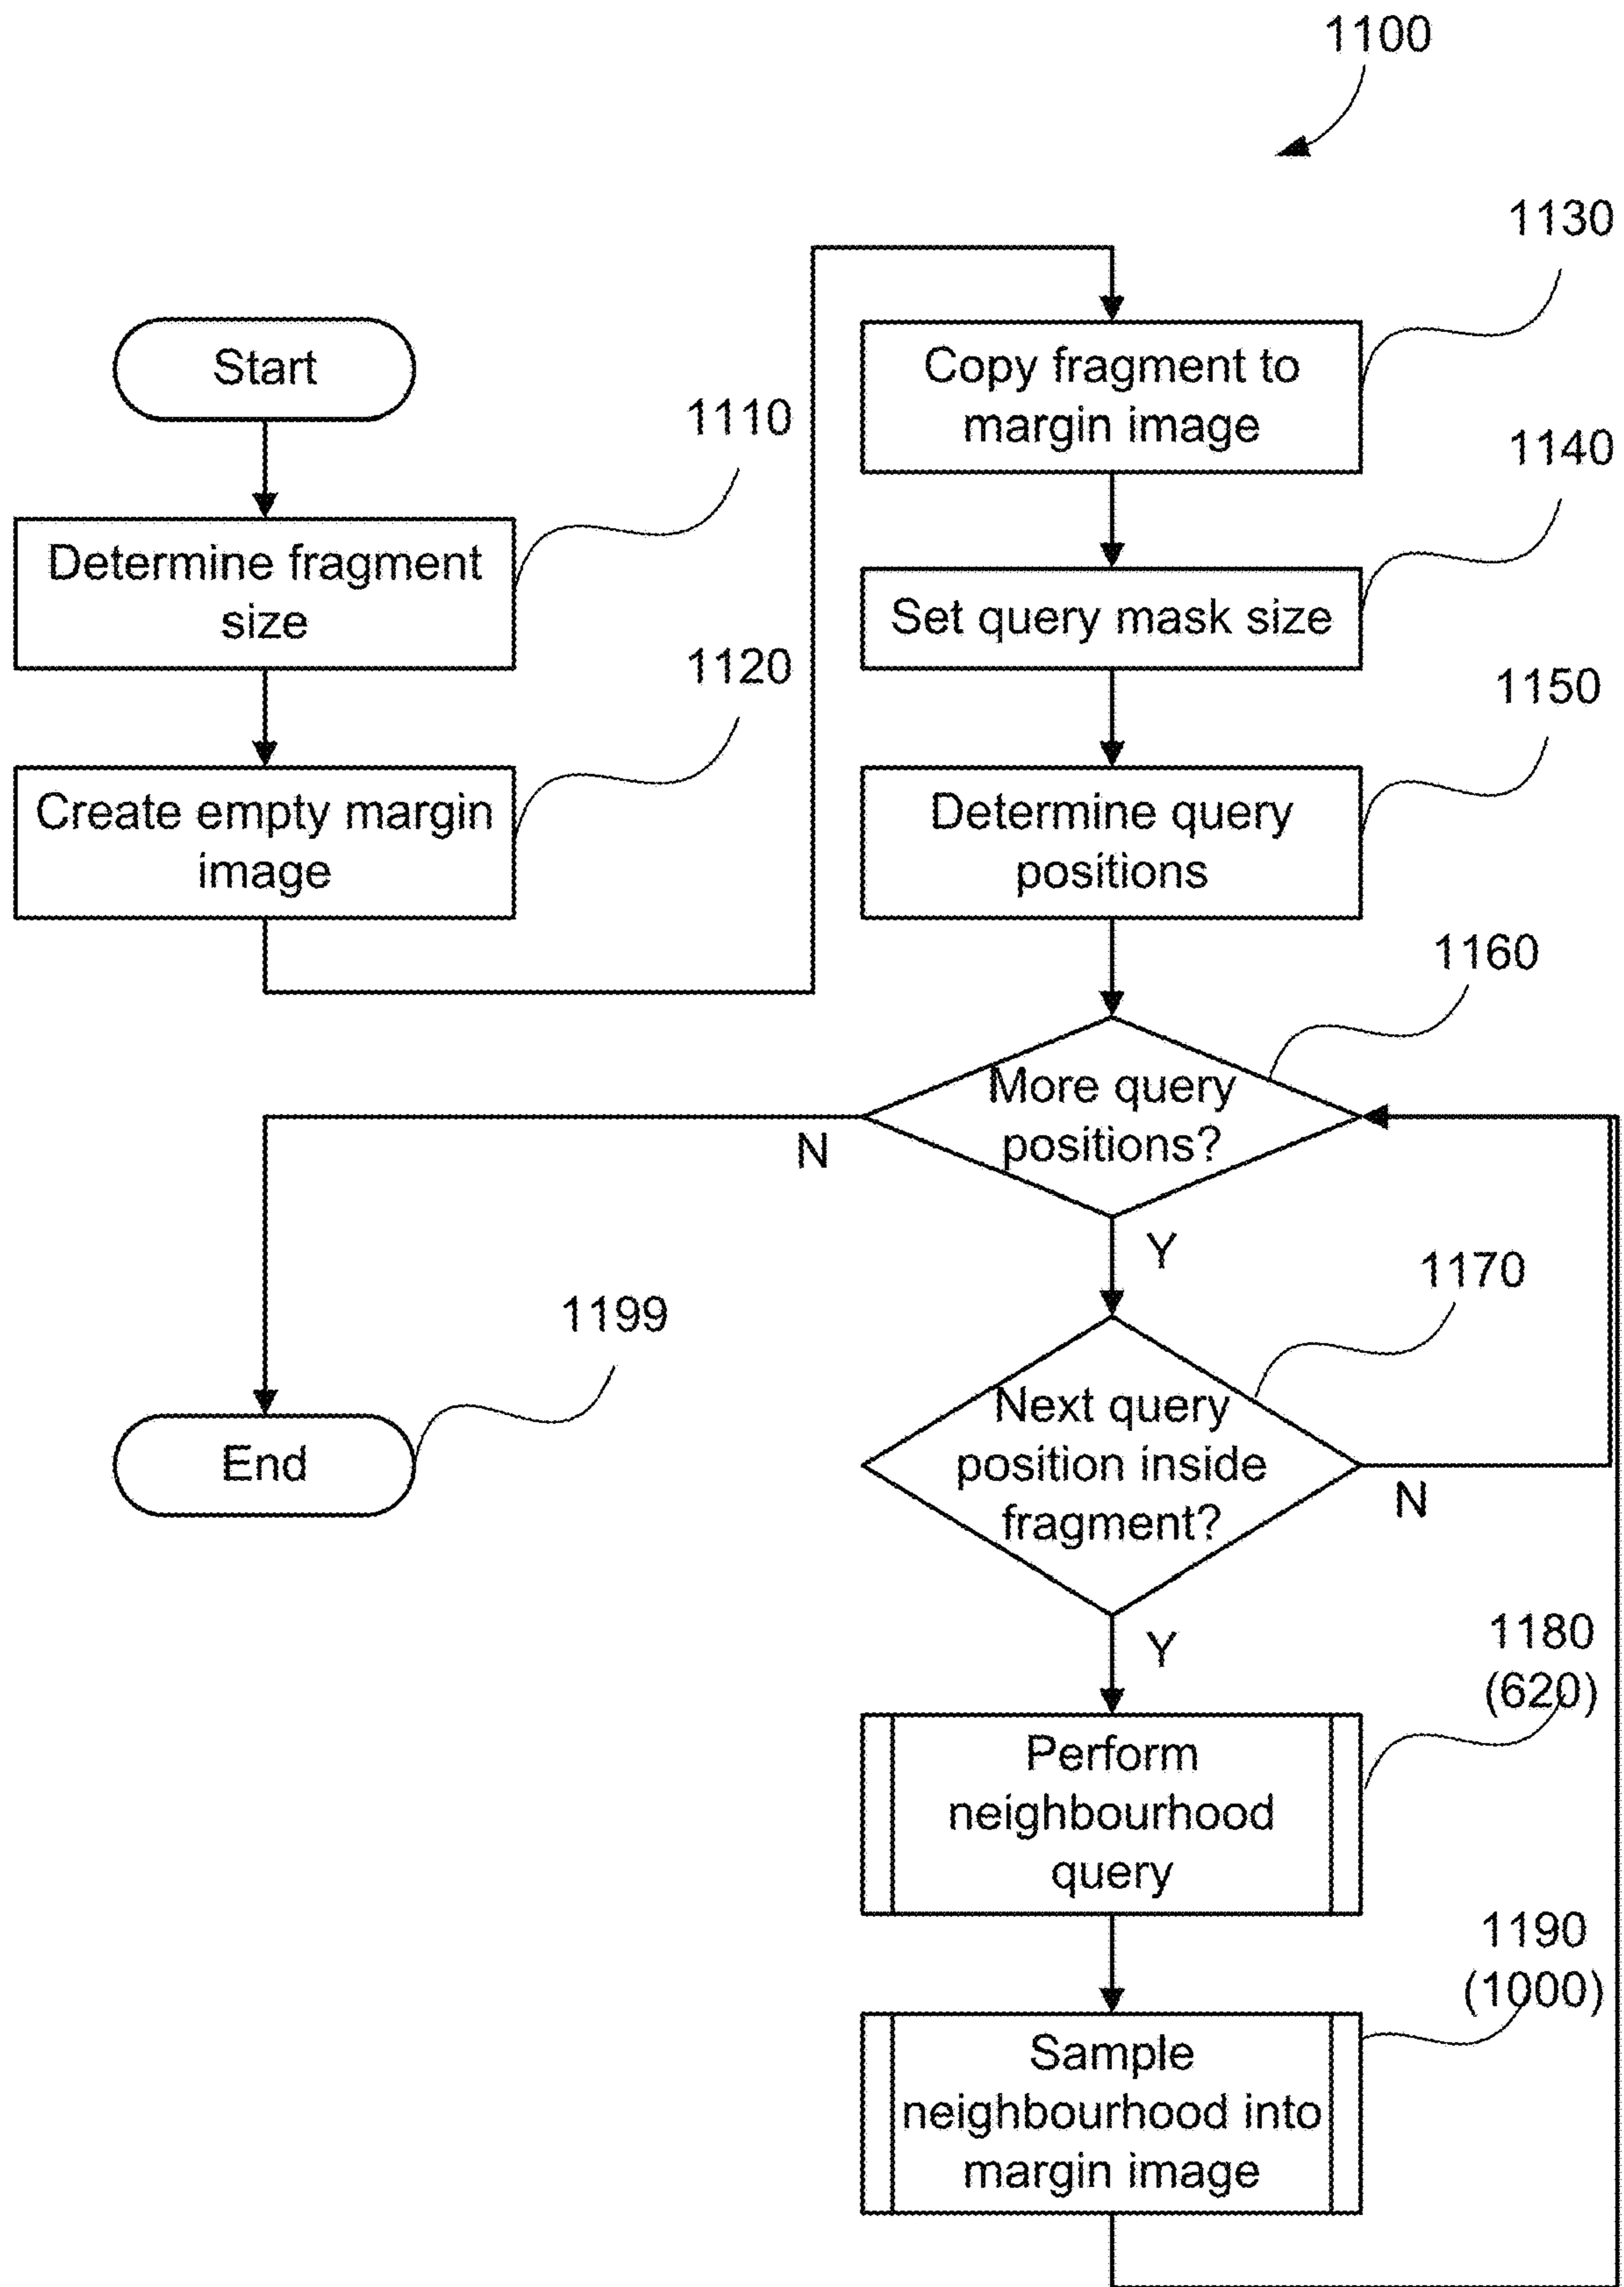 1100
Start
1110
Determine fragment
size
1120
Create empty margin
image
1130
Copy fragment to
margin image
1140
Set query mask size
1150
Determine query
positions
1160
More query
positions?
N
Y
1199
End
1170
Next query
position inside
fragment?
N
Y
1180
(620)
Perform
neighbourhood
query
1190
(1000)
Sample
neighbourhood into
margin image